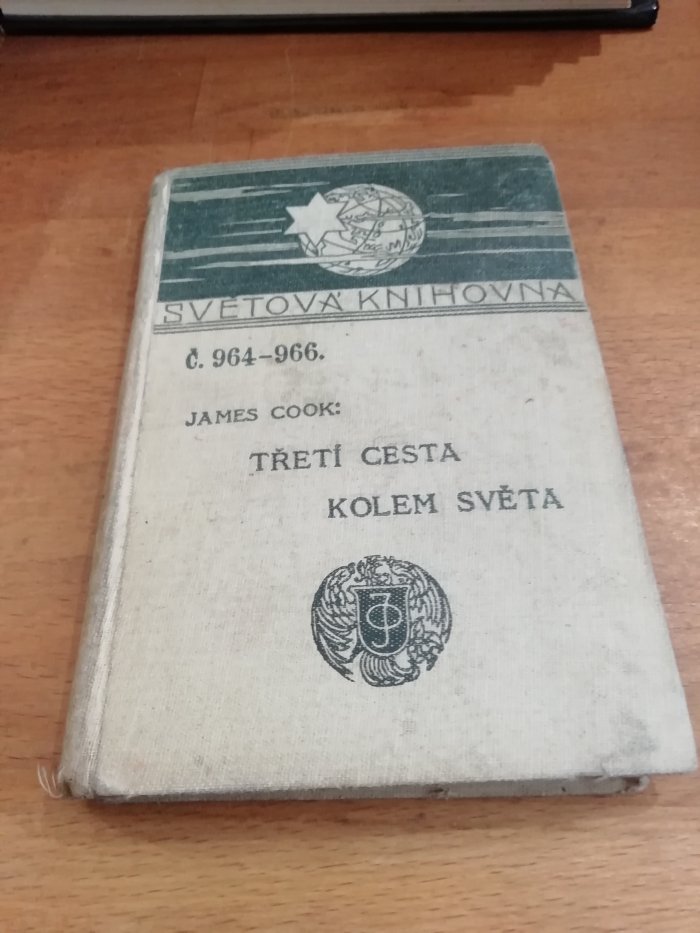 SVĚTOVÁ KNIHOVNA
č. 964-966.
JAMES COOK:
TŘETÍ CESTA
KOLEM SVĚTA